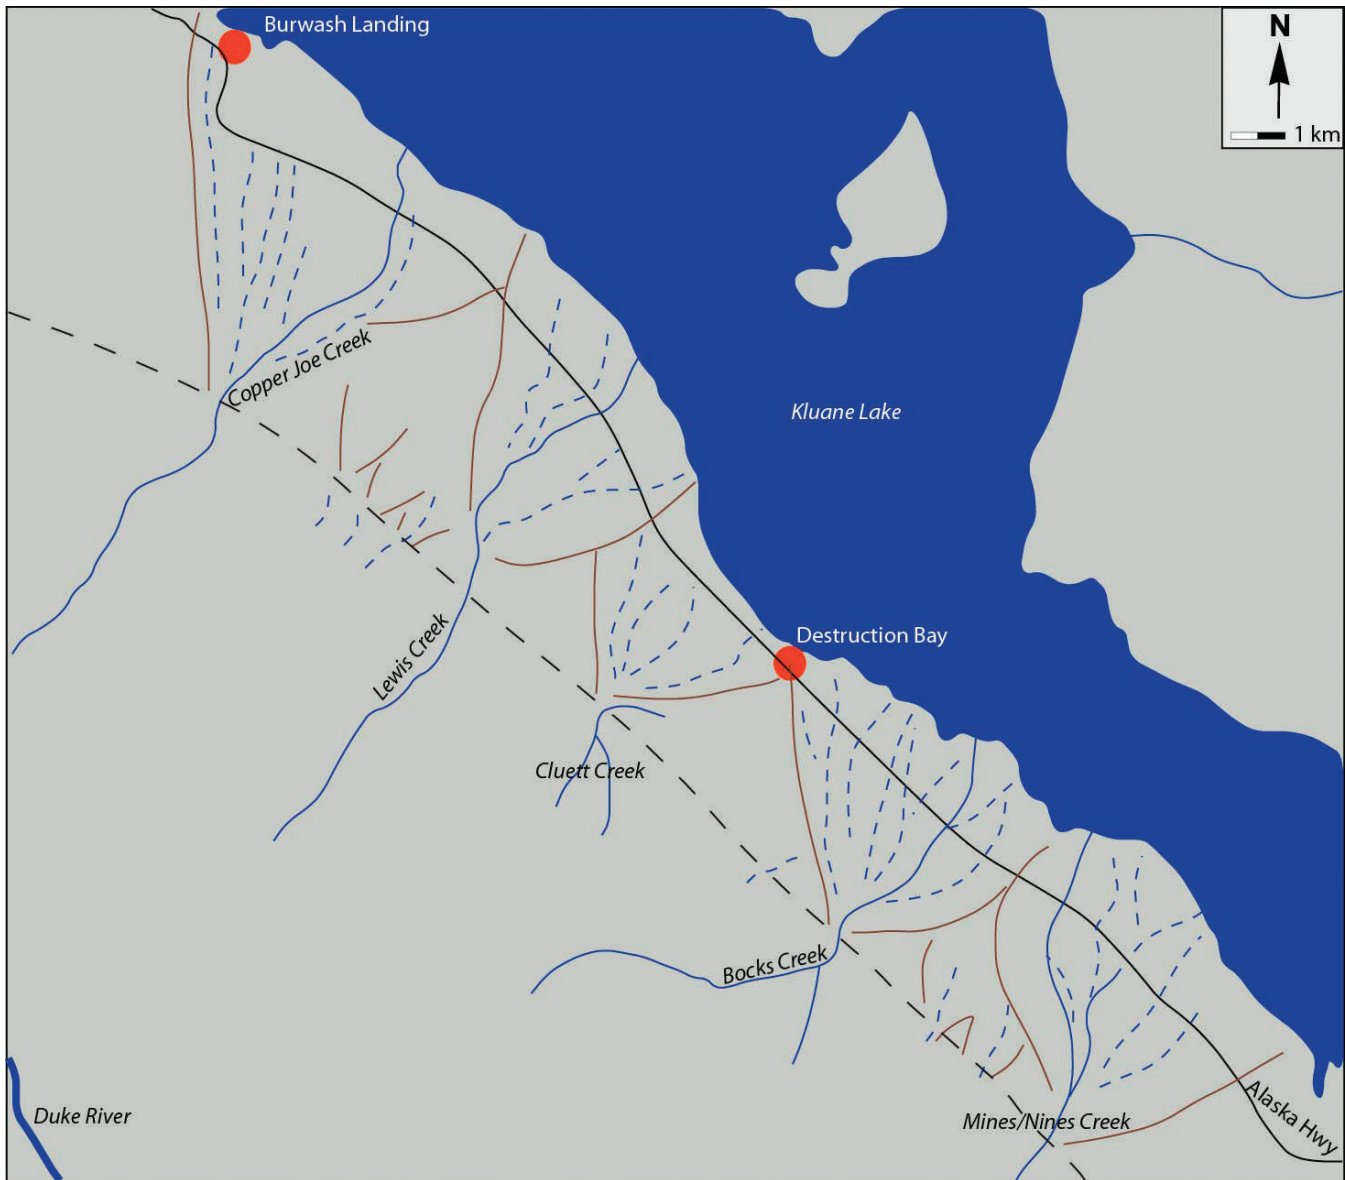 Burwash Landing
N
1 km
Copper Joe Creek
Kluane Lake
Lewis Creek
Destruction Bay
Cluett Creek
Bocks Creek
Duke River
Mines/Nines Creek
Alaska Hwy